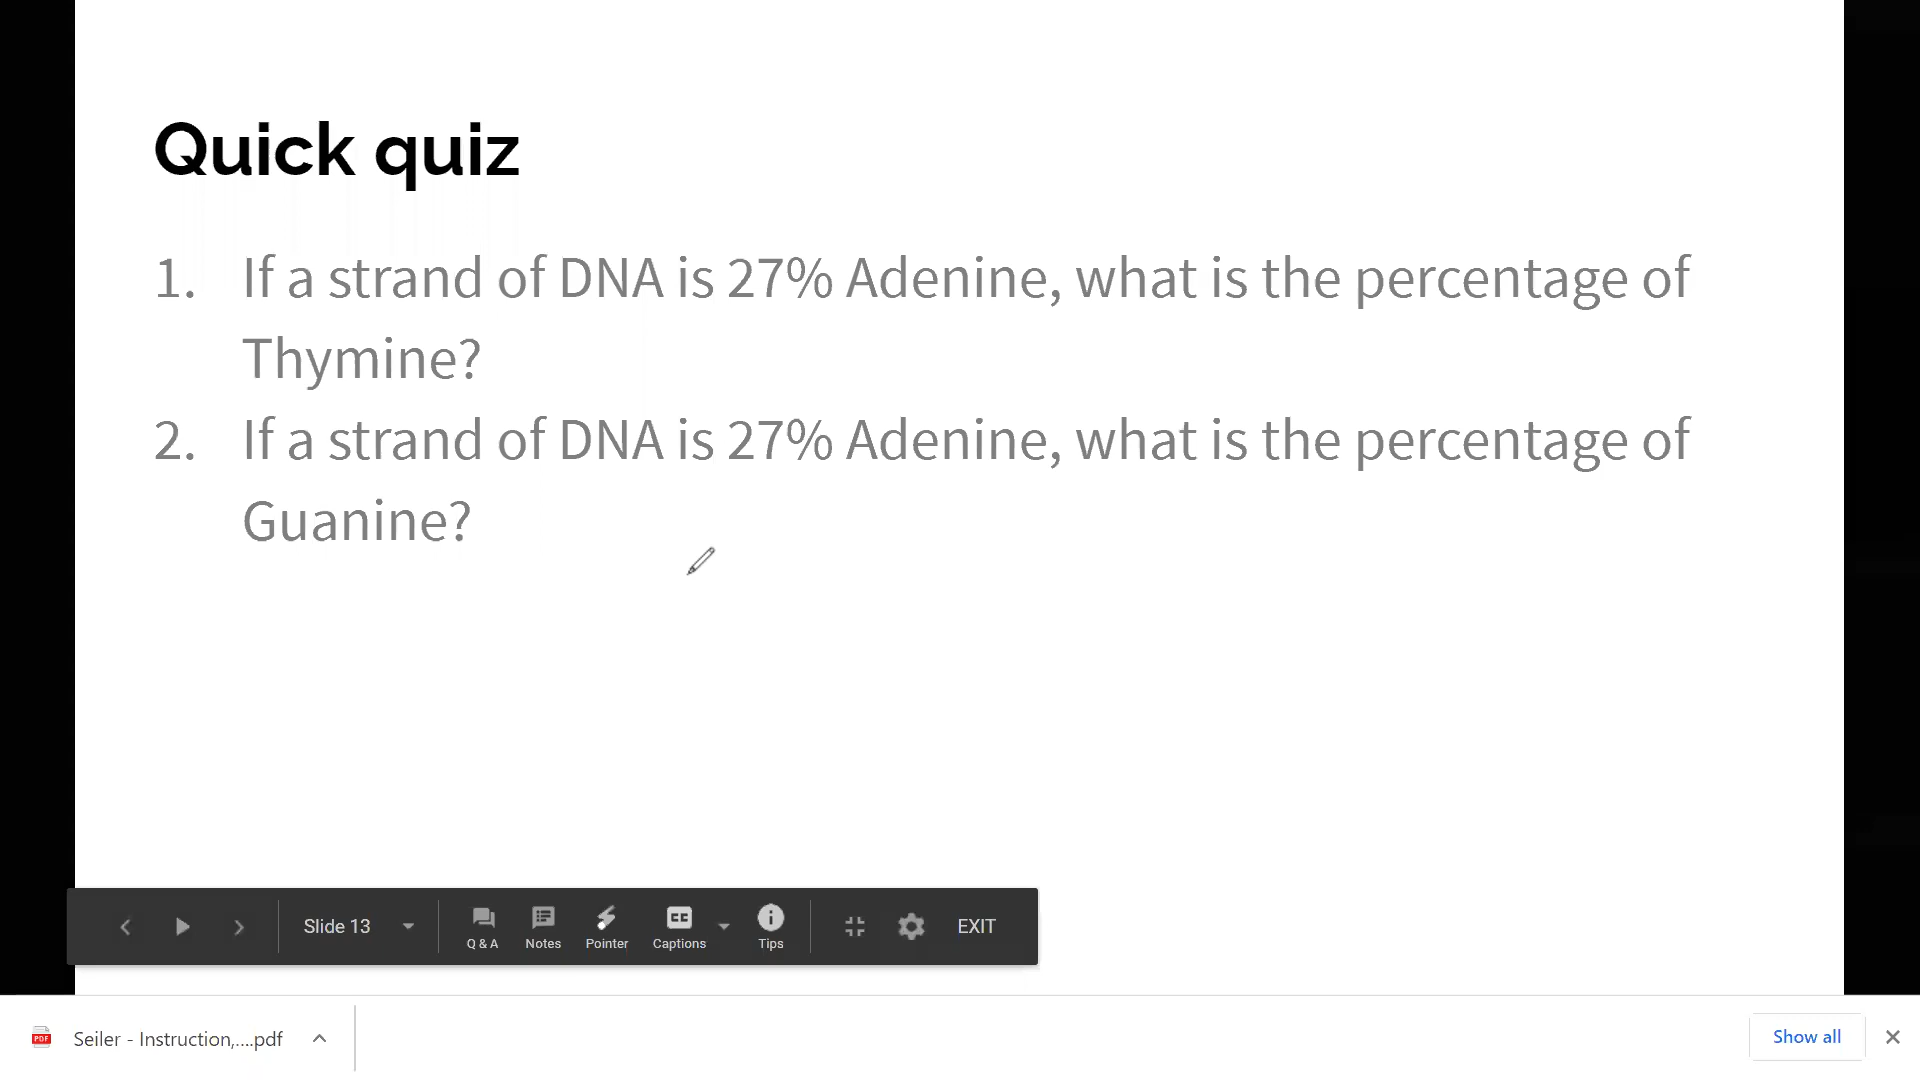 Quick quiz
1. If a strand of DNA is 27% Adenine, what is the percentage of
Thymine?
2. If a strand of DNA is 27% Adenine, what is the percentage of
Guanine?
Slide 13
Q & A
Notes
Pointer
CC
Captions
Tips
EXIT
PDF
Seiler - Instruction,....pdf
Show all